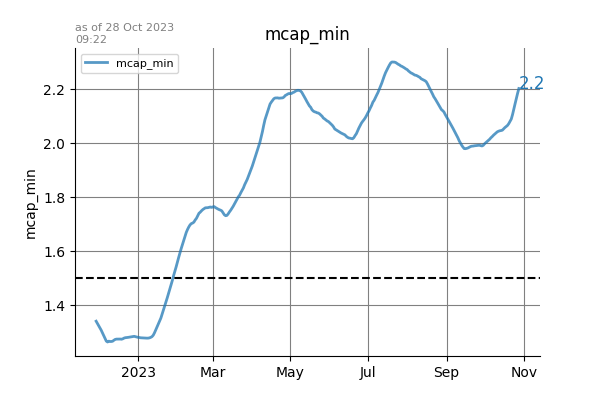 as of 28 Oct 2023
09:22
mcap_min
mcap_min
2.2
2.2
2.0
1.8
1.6
1.4
mcap_min
2023
Mar
May
Jul
Sep
Nov